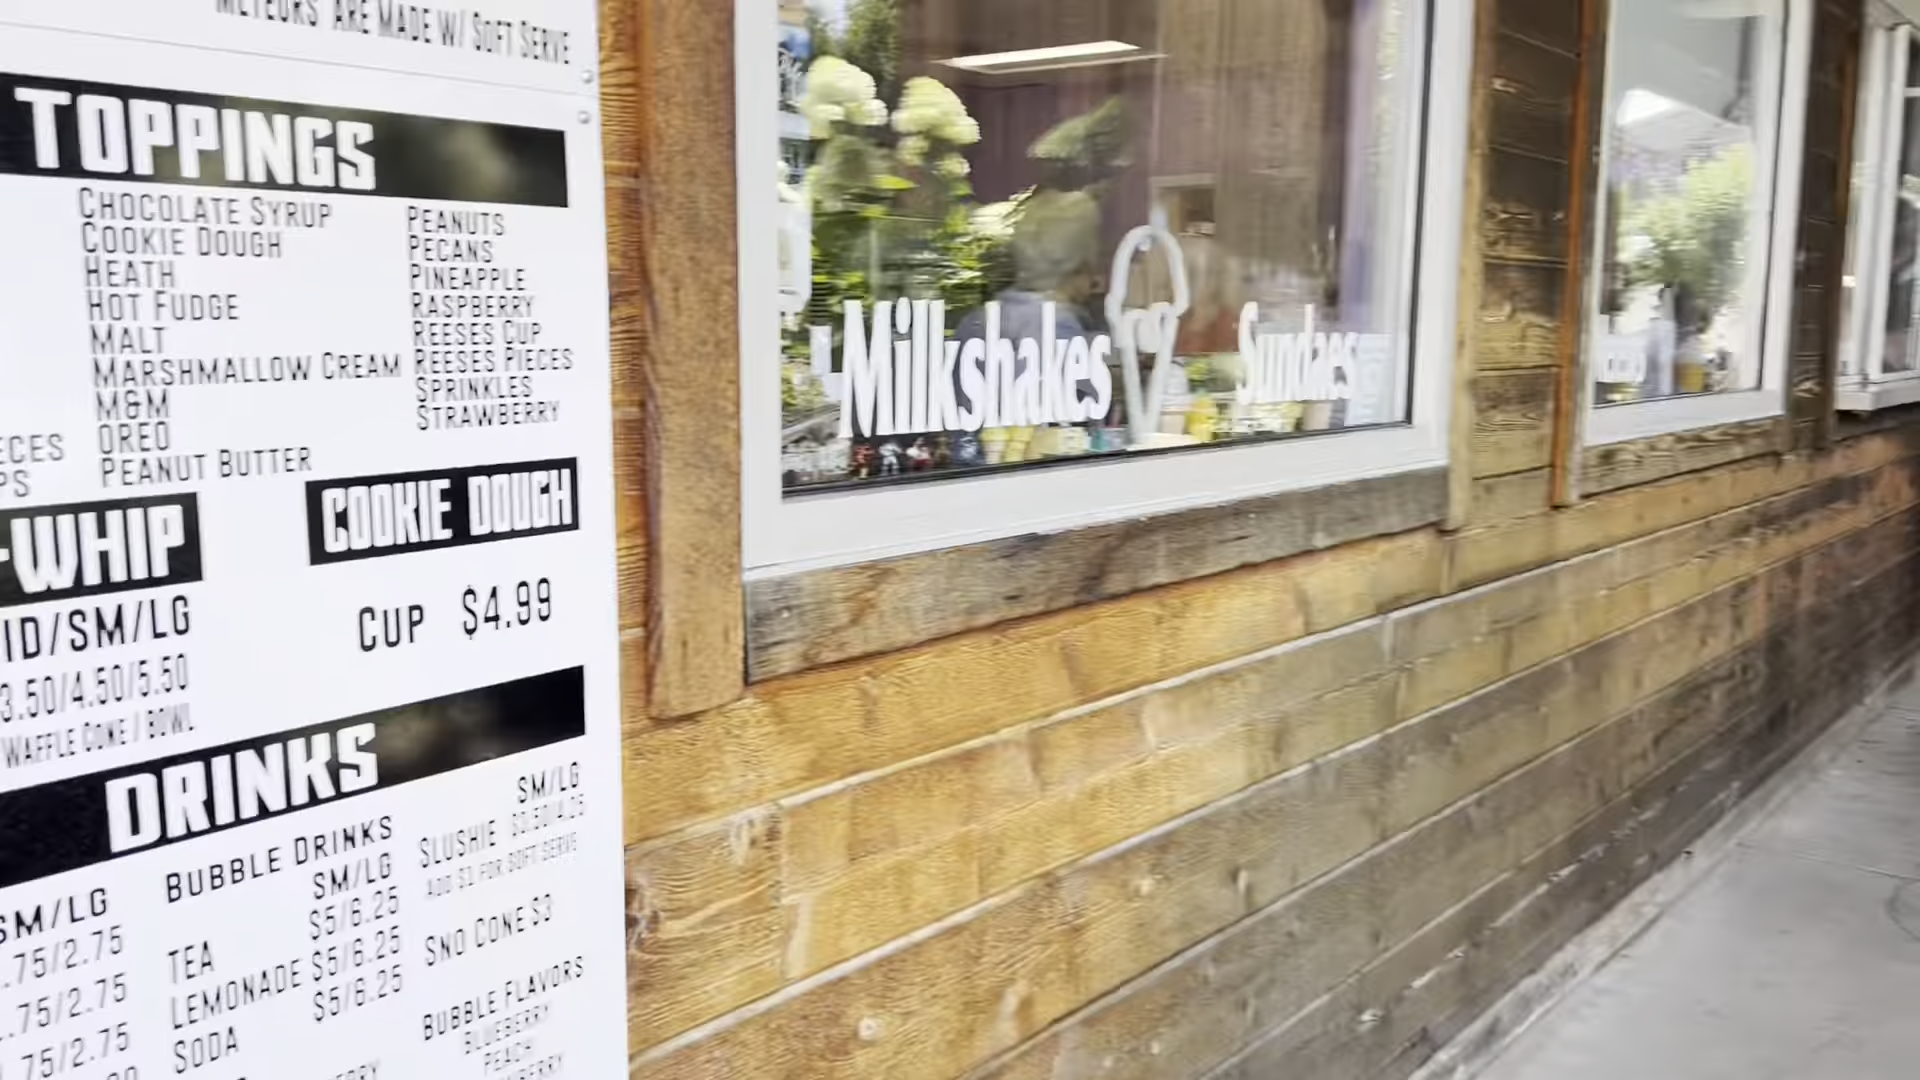 METEORS ARE MADE W/ SOFT SERVE
TOPPINGS
CHOCOLATE SYRUP
COOKIE DOUGH
HEATH
HOT FUDGE
MALT
MARSHMALLOW CREAM
M&M
OREO
PEANUT BUTTER
PEANUTS
PECANS
PINEAPPLE
RASPBERRY
REESES CUP
REESES PIECES
SPRINKLES
STRAWBERRY
ECES
PS
-WHIP
ID/SM/LG
3.50/4.50/5.50
WAFFLE CONE / BOWL
COOKIE DOUGH
CUP $4.99
DRINKS
SM/LG
.75/2.75
.75/2.75
.75/2.75
BUBBLE DRINKS
SM/LG
TEA $5/6.25
LEMONADE $5/6.25
SODA $5/6.25
SM/LG
SLUSHIE $3.50/4.25
ADD $1 FOR SOFT SERVE
SNO CONE $3
BUBBLE FLAVORS
BLUEBERRY
PEACH
Milkshakes
Sundaes